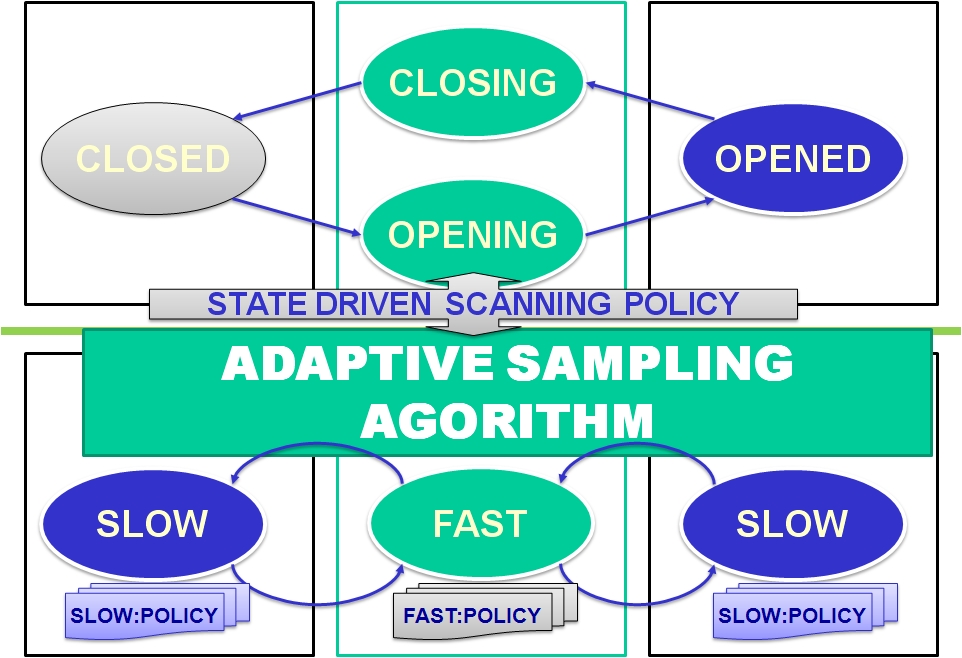 CLOSING
CLOSED
OPENED
OPENING
STATE DRIVEN SCANNING POLICY
ADAPTIVE SAMPLING
AGORITHM
SLOW
FAST
SLOW
SLOW:POLICY
FAST:POLICY
SLOW:POLICY